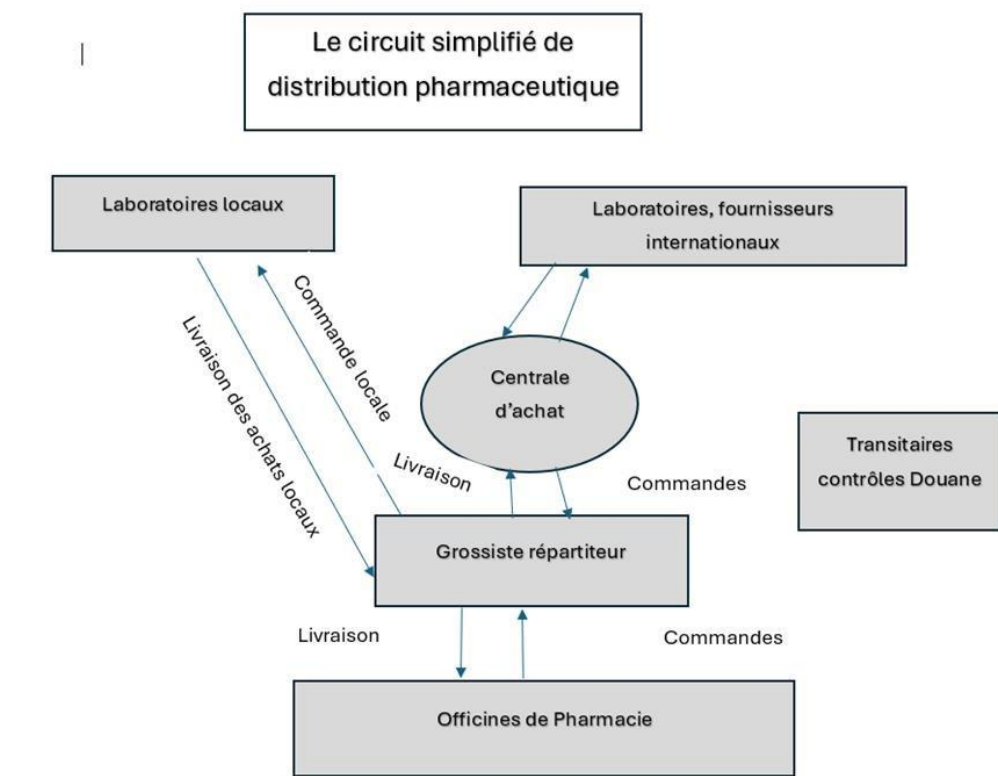 Le circuit simplifié de
distribution pharmaceutique
Laboratoires locaux
Laboratoires, fournisseurs
internationaux
Commande locale
Livraison des achats locaux
Centrale
d'achat
Livraison
Commandes
Transitaires
contrôles Douane
Grossiste répartiteur
Livraison
Commandes
Officines de Pharmacie